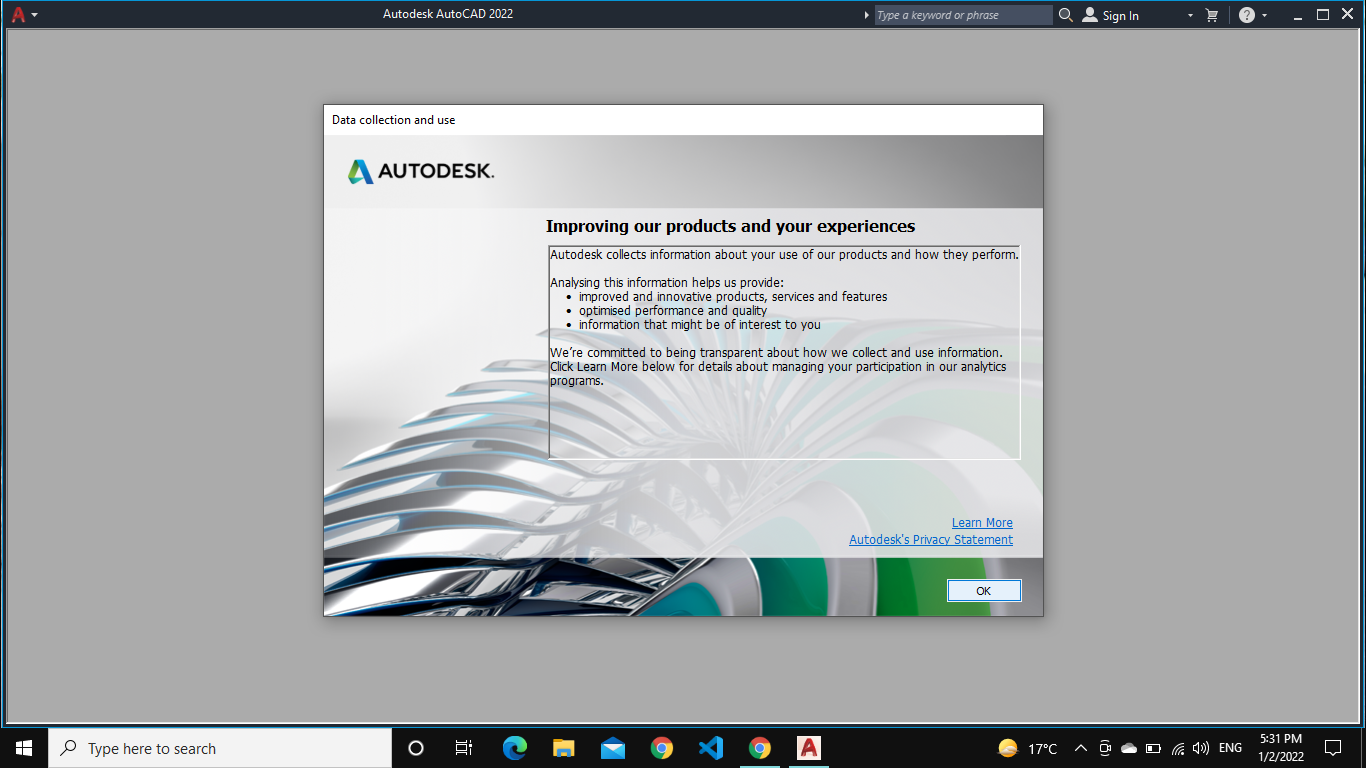 Autodesk AutoCAD 2022
Type a keyword or phrase
Sign In
Data collection and use
AUTODESK.
Improving our products and your experiences
Autodesk collects information about your use of our products and how they perform.
Analysing this information helps us provide:
• improved and innovative products, services and features
• optimised performance and quality
• information that might be of interest to you
We’re committed to being transparent about how we collect and use information.
Click Learn More below for details about managing your participation in our analytics
programs.
Learn More
Autodesk's Privacy Statement
OK
Type here to search
17°C
ENG
5:31 PM
1/2/2022